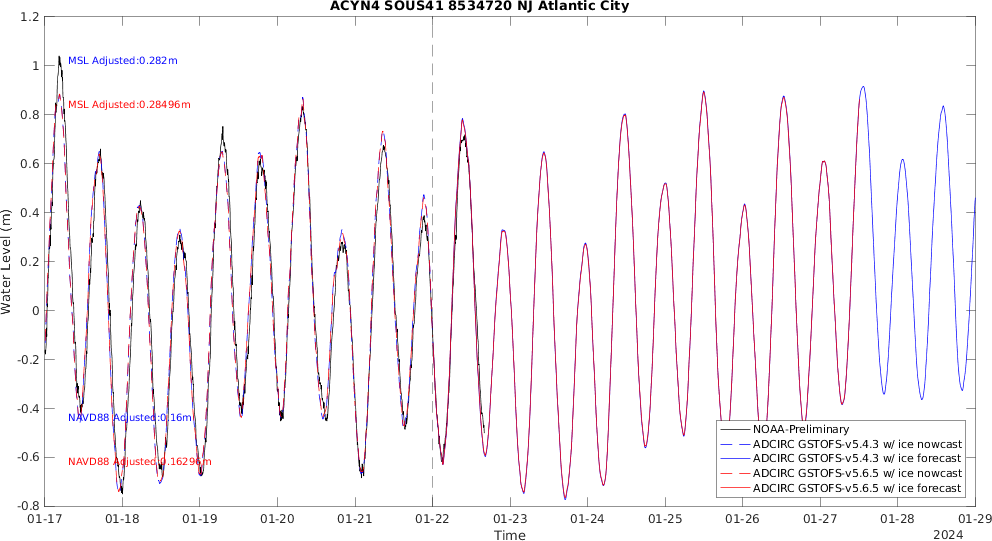 ACYN4 SOUS41 8534720 NJ Atlantic City
1.2
1
0.8
0.6
0.4
0.2
0
-0.2
-0.4
-0.6
-0.8
Water Level (m)
MSL Adjusted:0.282m
MSL Adjusted:0.28496m
NAVD88 Adjusted:0.16m
NAVD88 Adjusted:0.16296m
NOAA-Preliminary
ADCIRC GSTOFS-v5.4.3 w/ ice nowcast
ADCIRC GSTOFS-v5.4.3 w/ ice forecast
ADCIRC GSTOFS-v5.6.5 w/ ice nowcast
ADCIRC GSTOFS-v5.6.5 w/ ice forecast
01-17 01-18 01-19 01-20 01-21 01-22 01-23 01-24 01-25 01-26 01-27 01-28 01-29
Time
2024